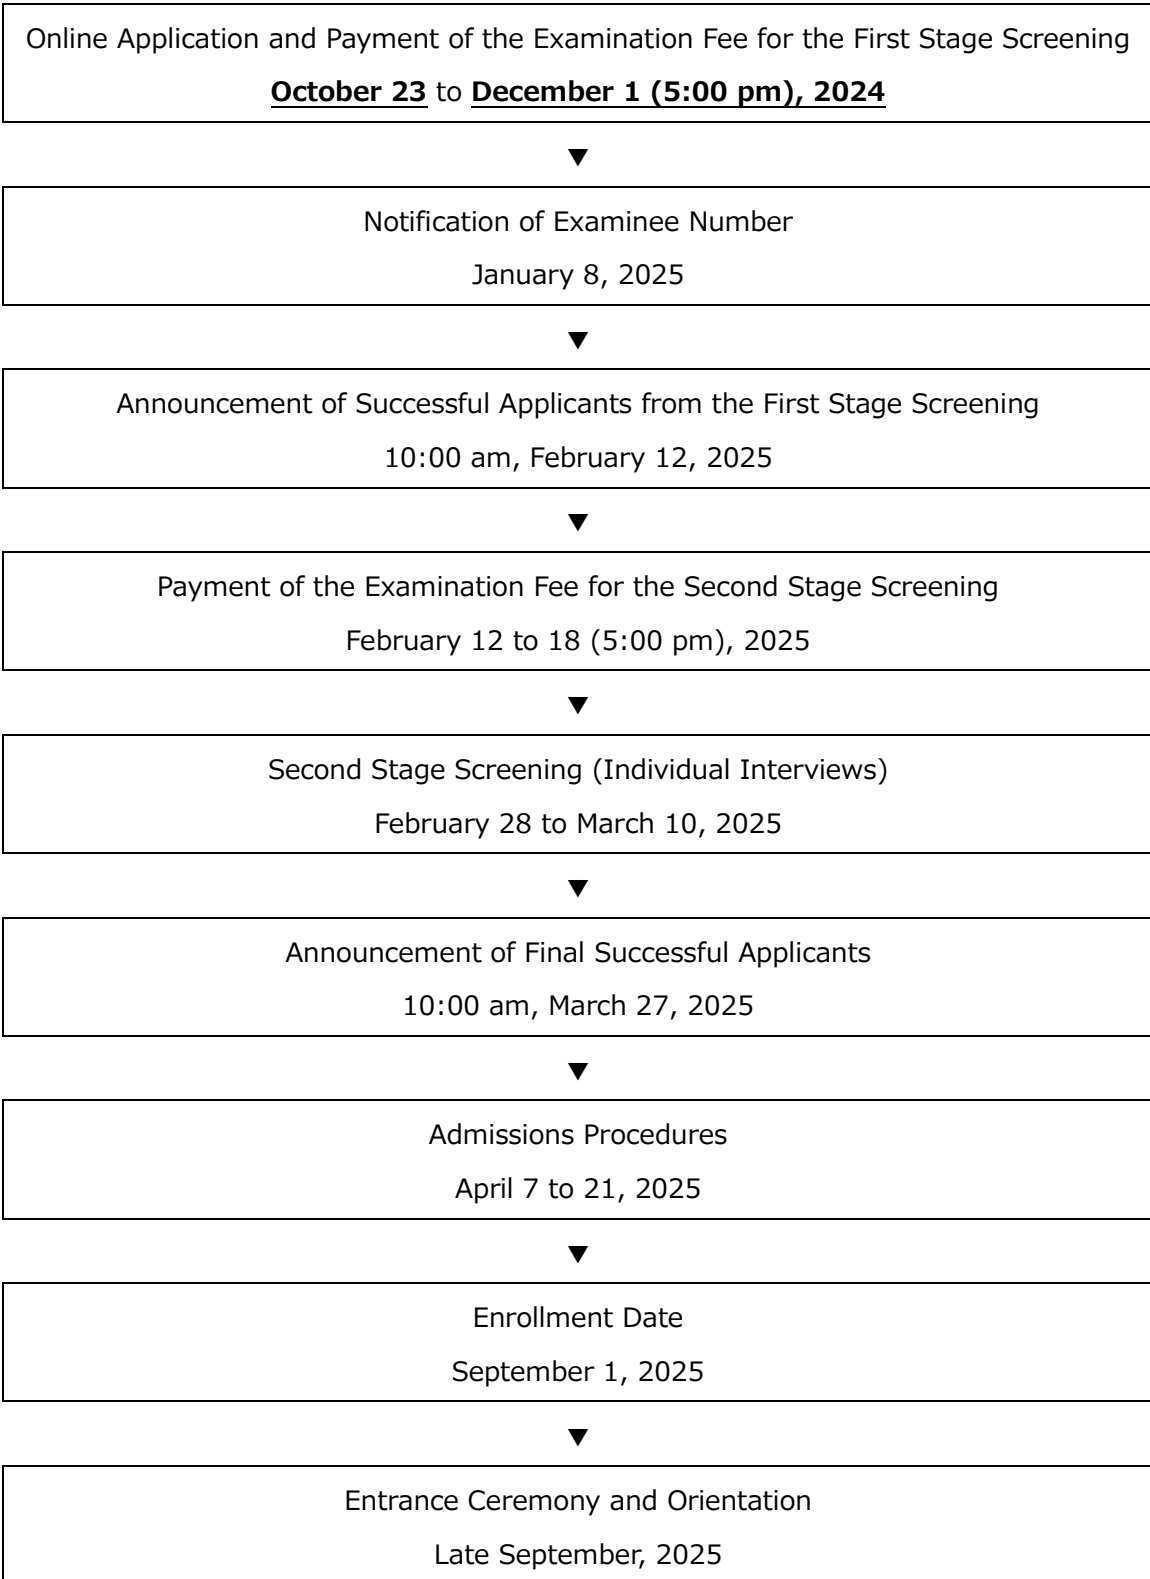 Online Application and Payment of the Examination Fee for the First Stage Screening
October 23 to December 1 (5:00 pm), 2024
▼
Notification of Examinee Number
January 8, 2025
▼
Announcement of Successful Applicants from the First Stage Screening
10:00 am, February 12, 2025
▼
Payment of the Examination Fee for the Second Stage Screening
February 12 to 18 (5:00 pm), 2025
▼
Second Stage Screening (Individual Interviews)
February 28 to March 10, 2025
▼
Announcement of Final Successful Applicants
10:00 am, March 27, 2025
▼
Admissions Procedures
April 7 to 21, 2025
▼
Enrollment Date
September 1, 2025
▼
Entrance Ceremony and Orientation
Late September, 2025